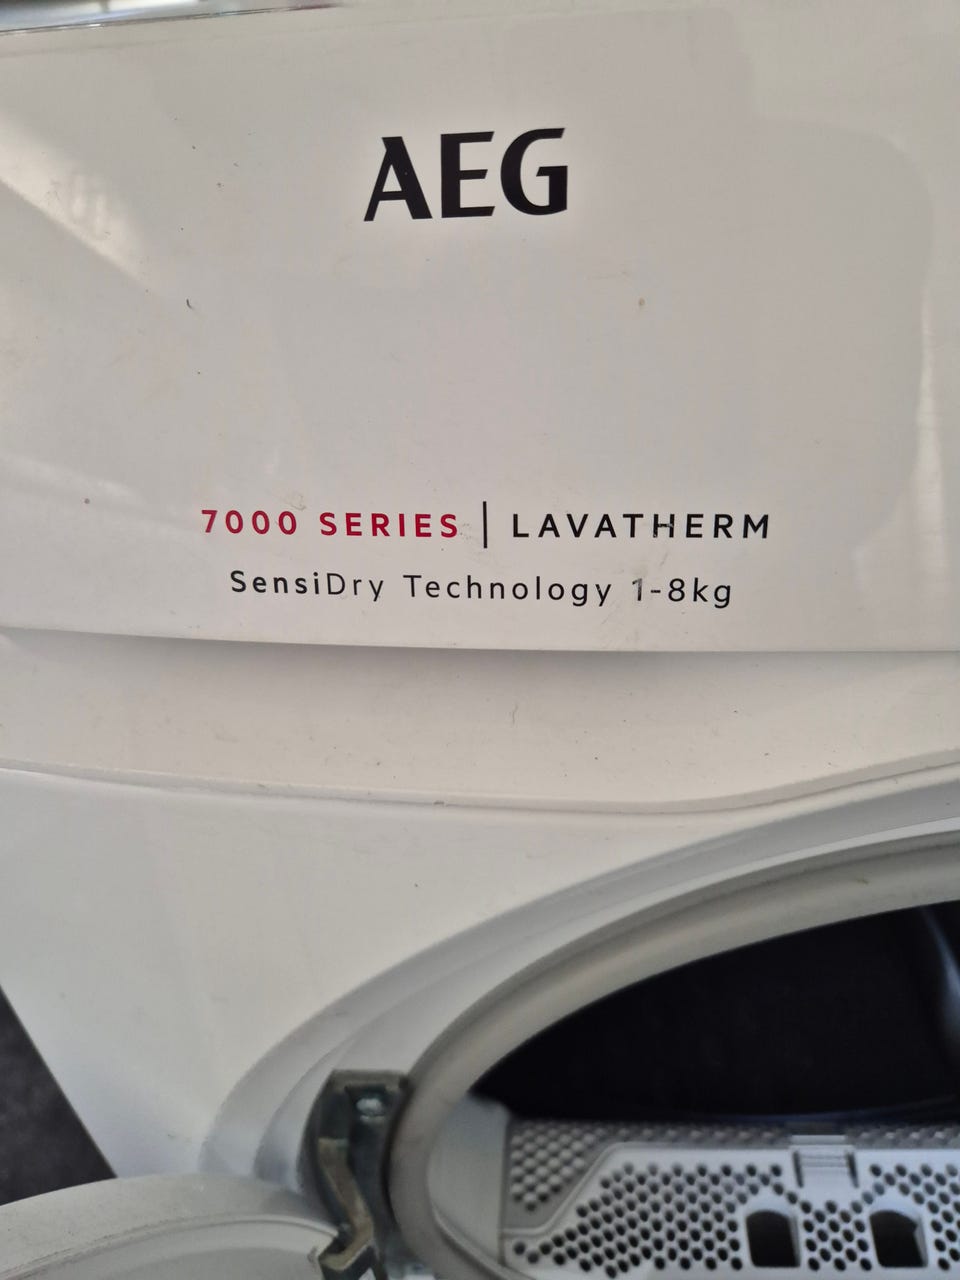 AEG
7000 SERIES | LAVATHERM
SensiDry Technology 1-8kg